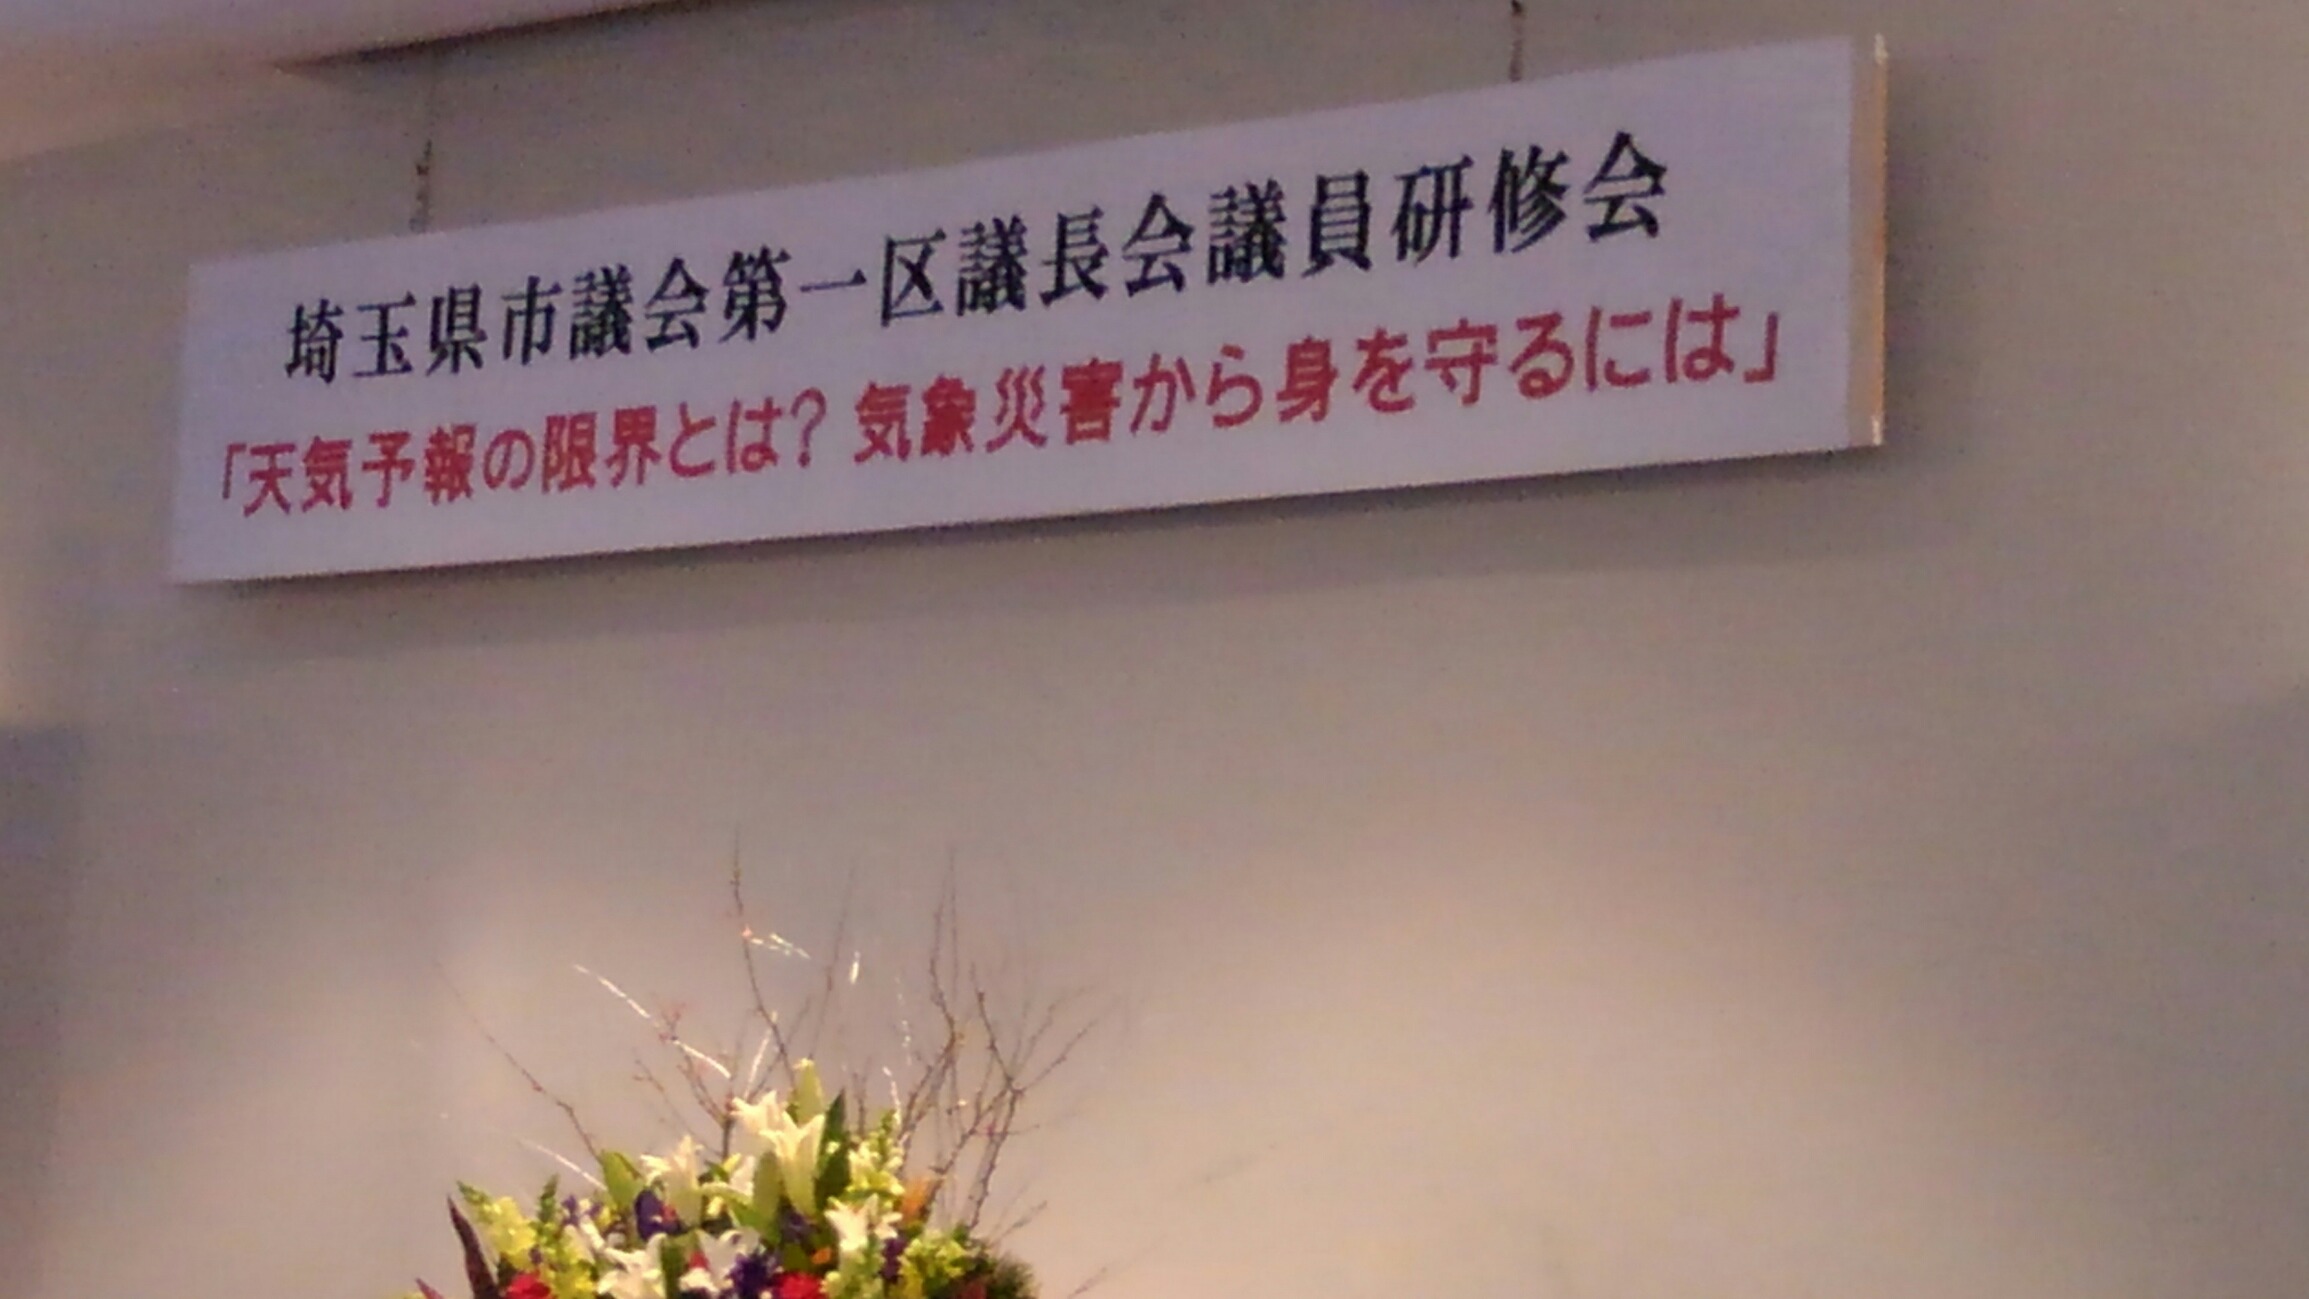 埼玉県市議会第一区議長会議員研修会
「天気予報の限界とは? 気象災害から身を守るには」